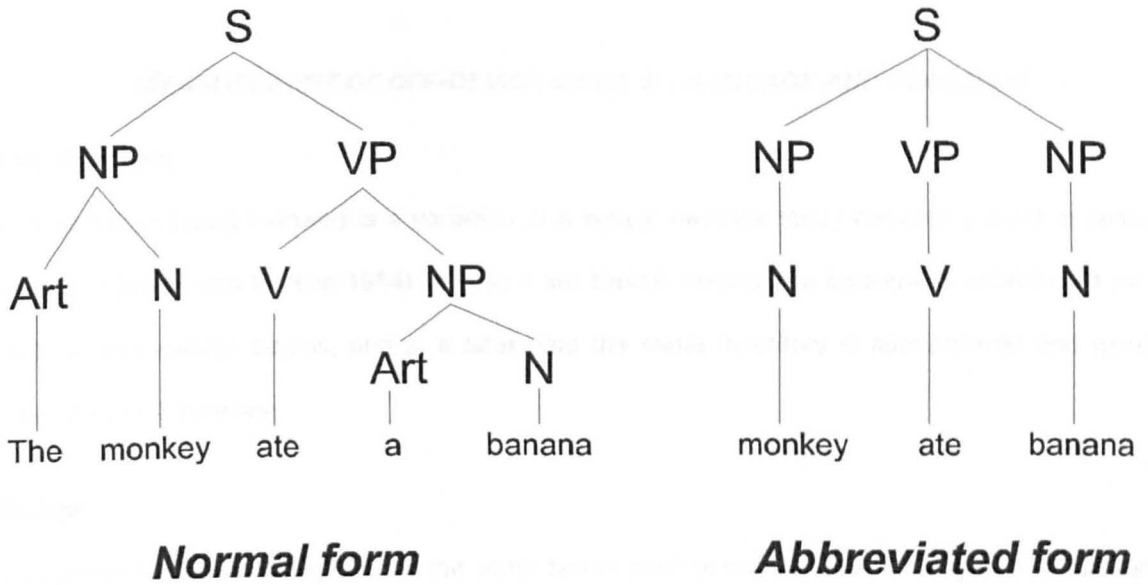 S S
NP VP NP VP NP
Art N V NP N V N
Art N
The monkey ate a banana monkey ate banana
Normal form Abbreviated form